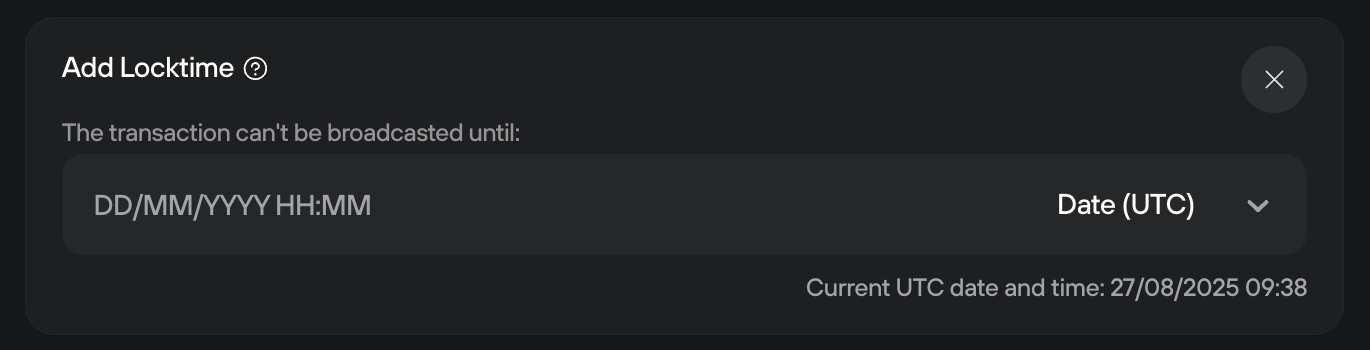 Add Locktime
The transaction can't be broadcasted until:
DD/MM/YYYY HH:MM Date (UTC)
Current UTC date and time: 27/08/2025 09:38